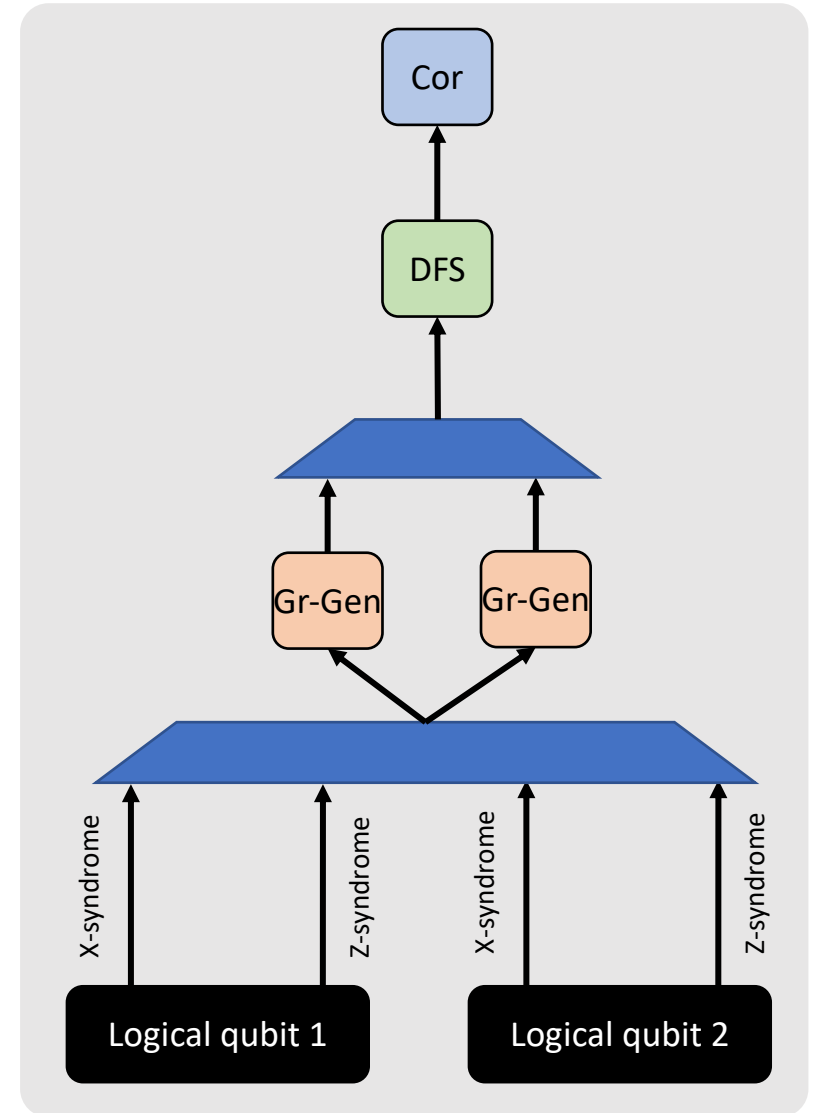 Cor
DFS
Gr-Gen
Gr-Gen
X-syndrome
Z-syndrome
X-syndrome
Z-syndrome
Logical qubit 1
Logical qubit 2